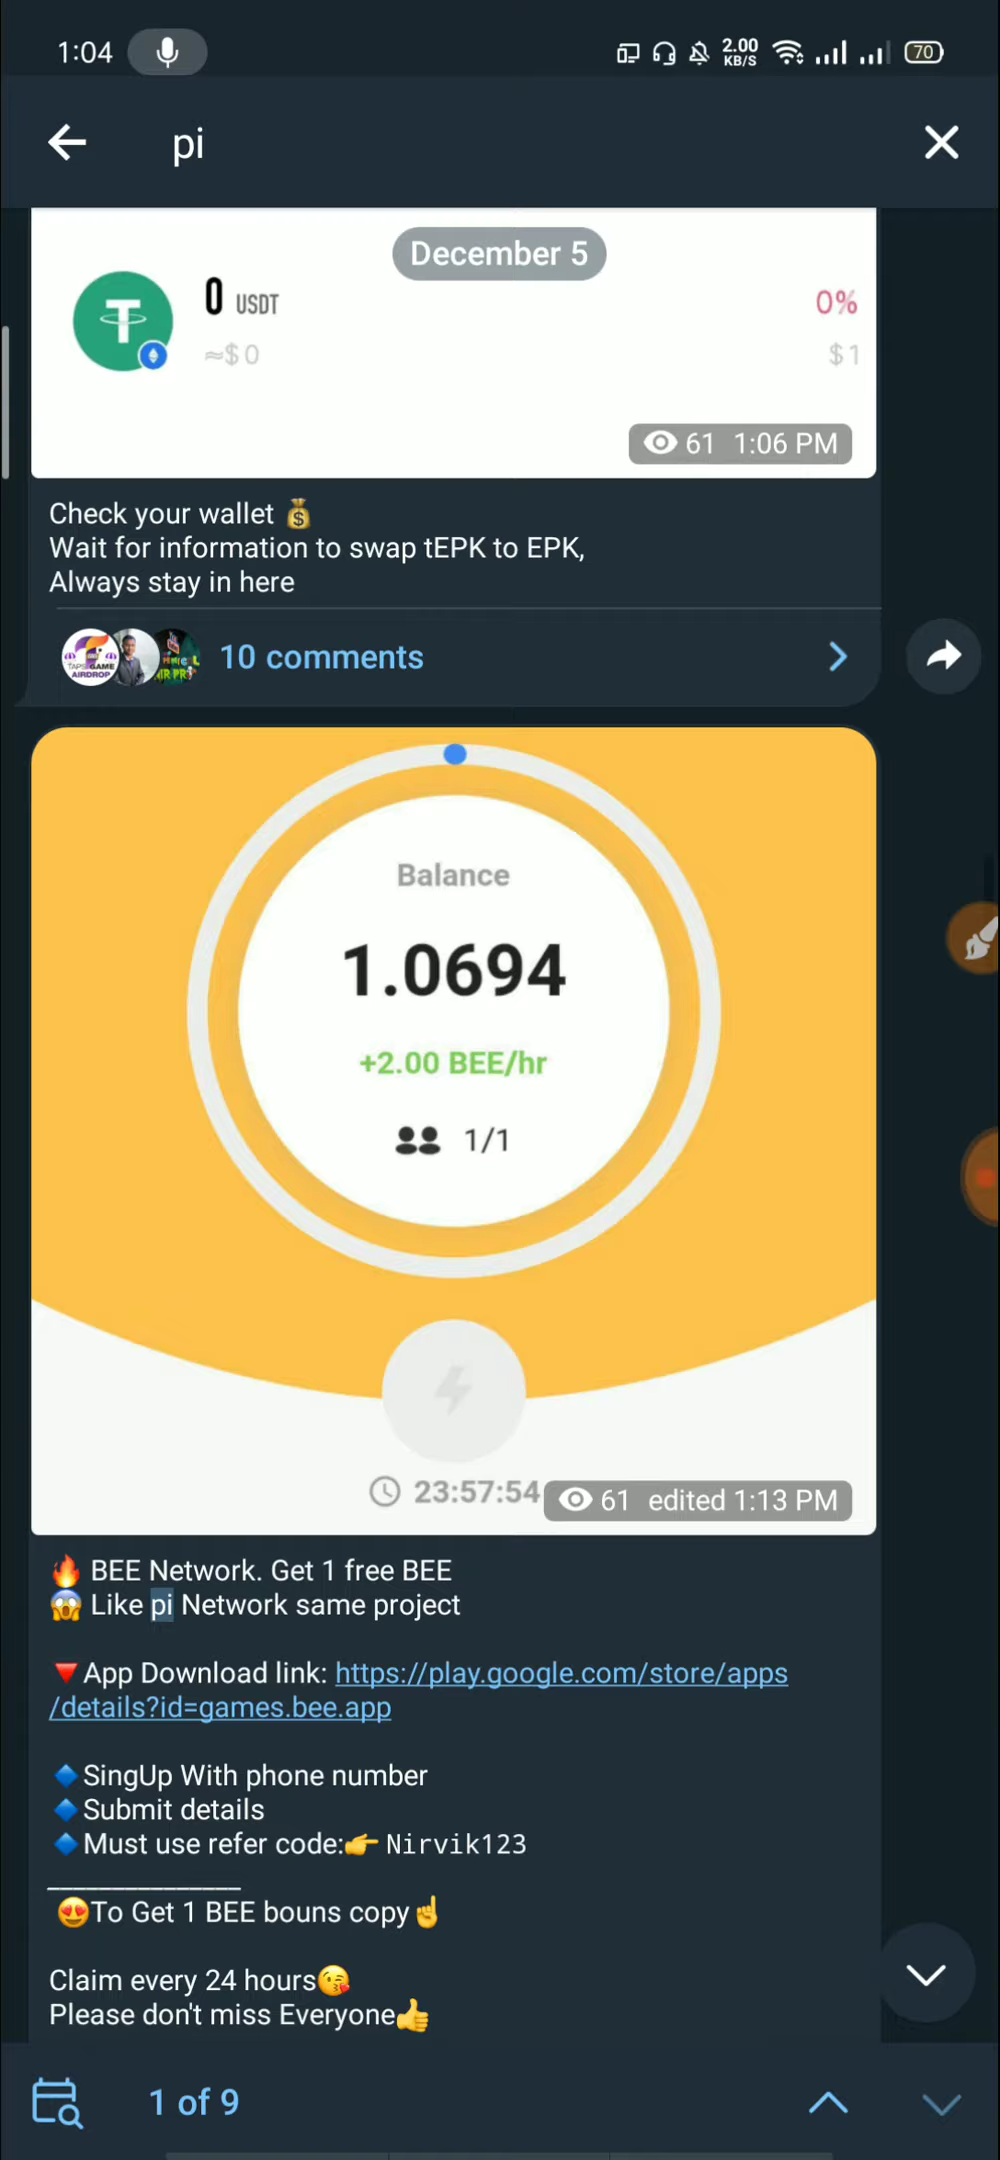 1:04
2.00
KB/S
70
pi
December 5
0 USDT
0%
≈$0
$1
61 1:06 PM
Check your wallet 💰
Wait for information to swap tEPK to EPK,
Always stay in here
TAPS GAME
AIRDROP
10 comments
Balance
1.0694
+2.00 BEE/hr
1/1
23:57:54
61 edited 1:13 PM
🔥 BEE Network. Get 1 free BEE
😱 Like pi Network same project
🔻App Download link: https://play.google.com/store/apps
/details?id=games.bee.app
🔹SingUp With phone number
🔹Submit details
🔹Must use refer code:👉 Nirvik123
_______________
😍To Get 1 BEE bouns copy☝
Claim every 24 hours😘
Please don't miss Everyone👍
1 of 9